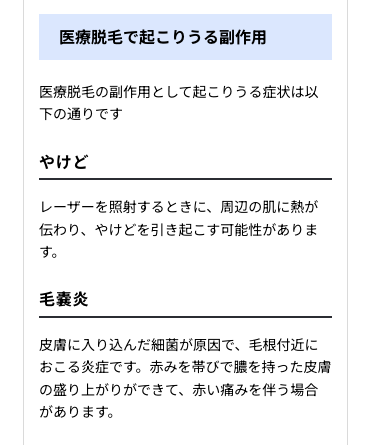 医療脱毛で起こりうる副作用
医療脱毛の副作用として起こりうる症状は以
下の通りです
やけど
レーザーを照射するときに、周辺の肌に熱が
伝わり、やけどを引き起こす可能性がありま
す。
毛嚢炎
皮膚に入り込んだ細菌が原因で、毛根付近に
おこる炎症です。赤みを帯びで膿を持った皮膚
の盛り上がりができて、赤い痛みを伴う場合
があります。